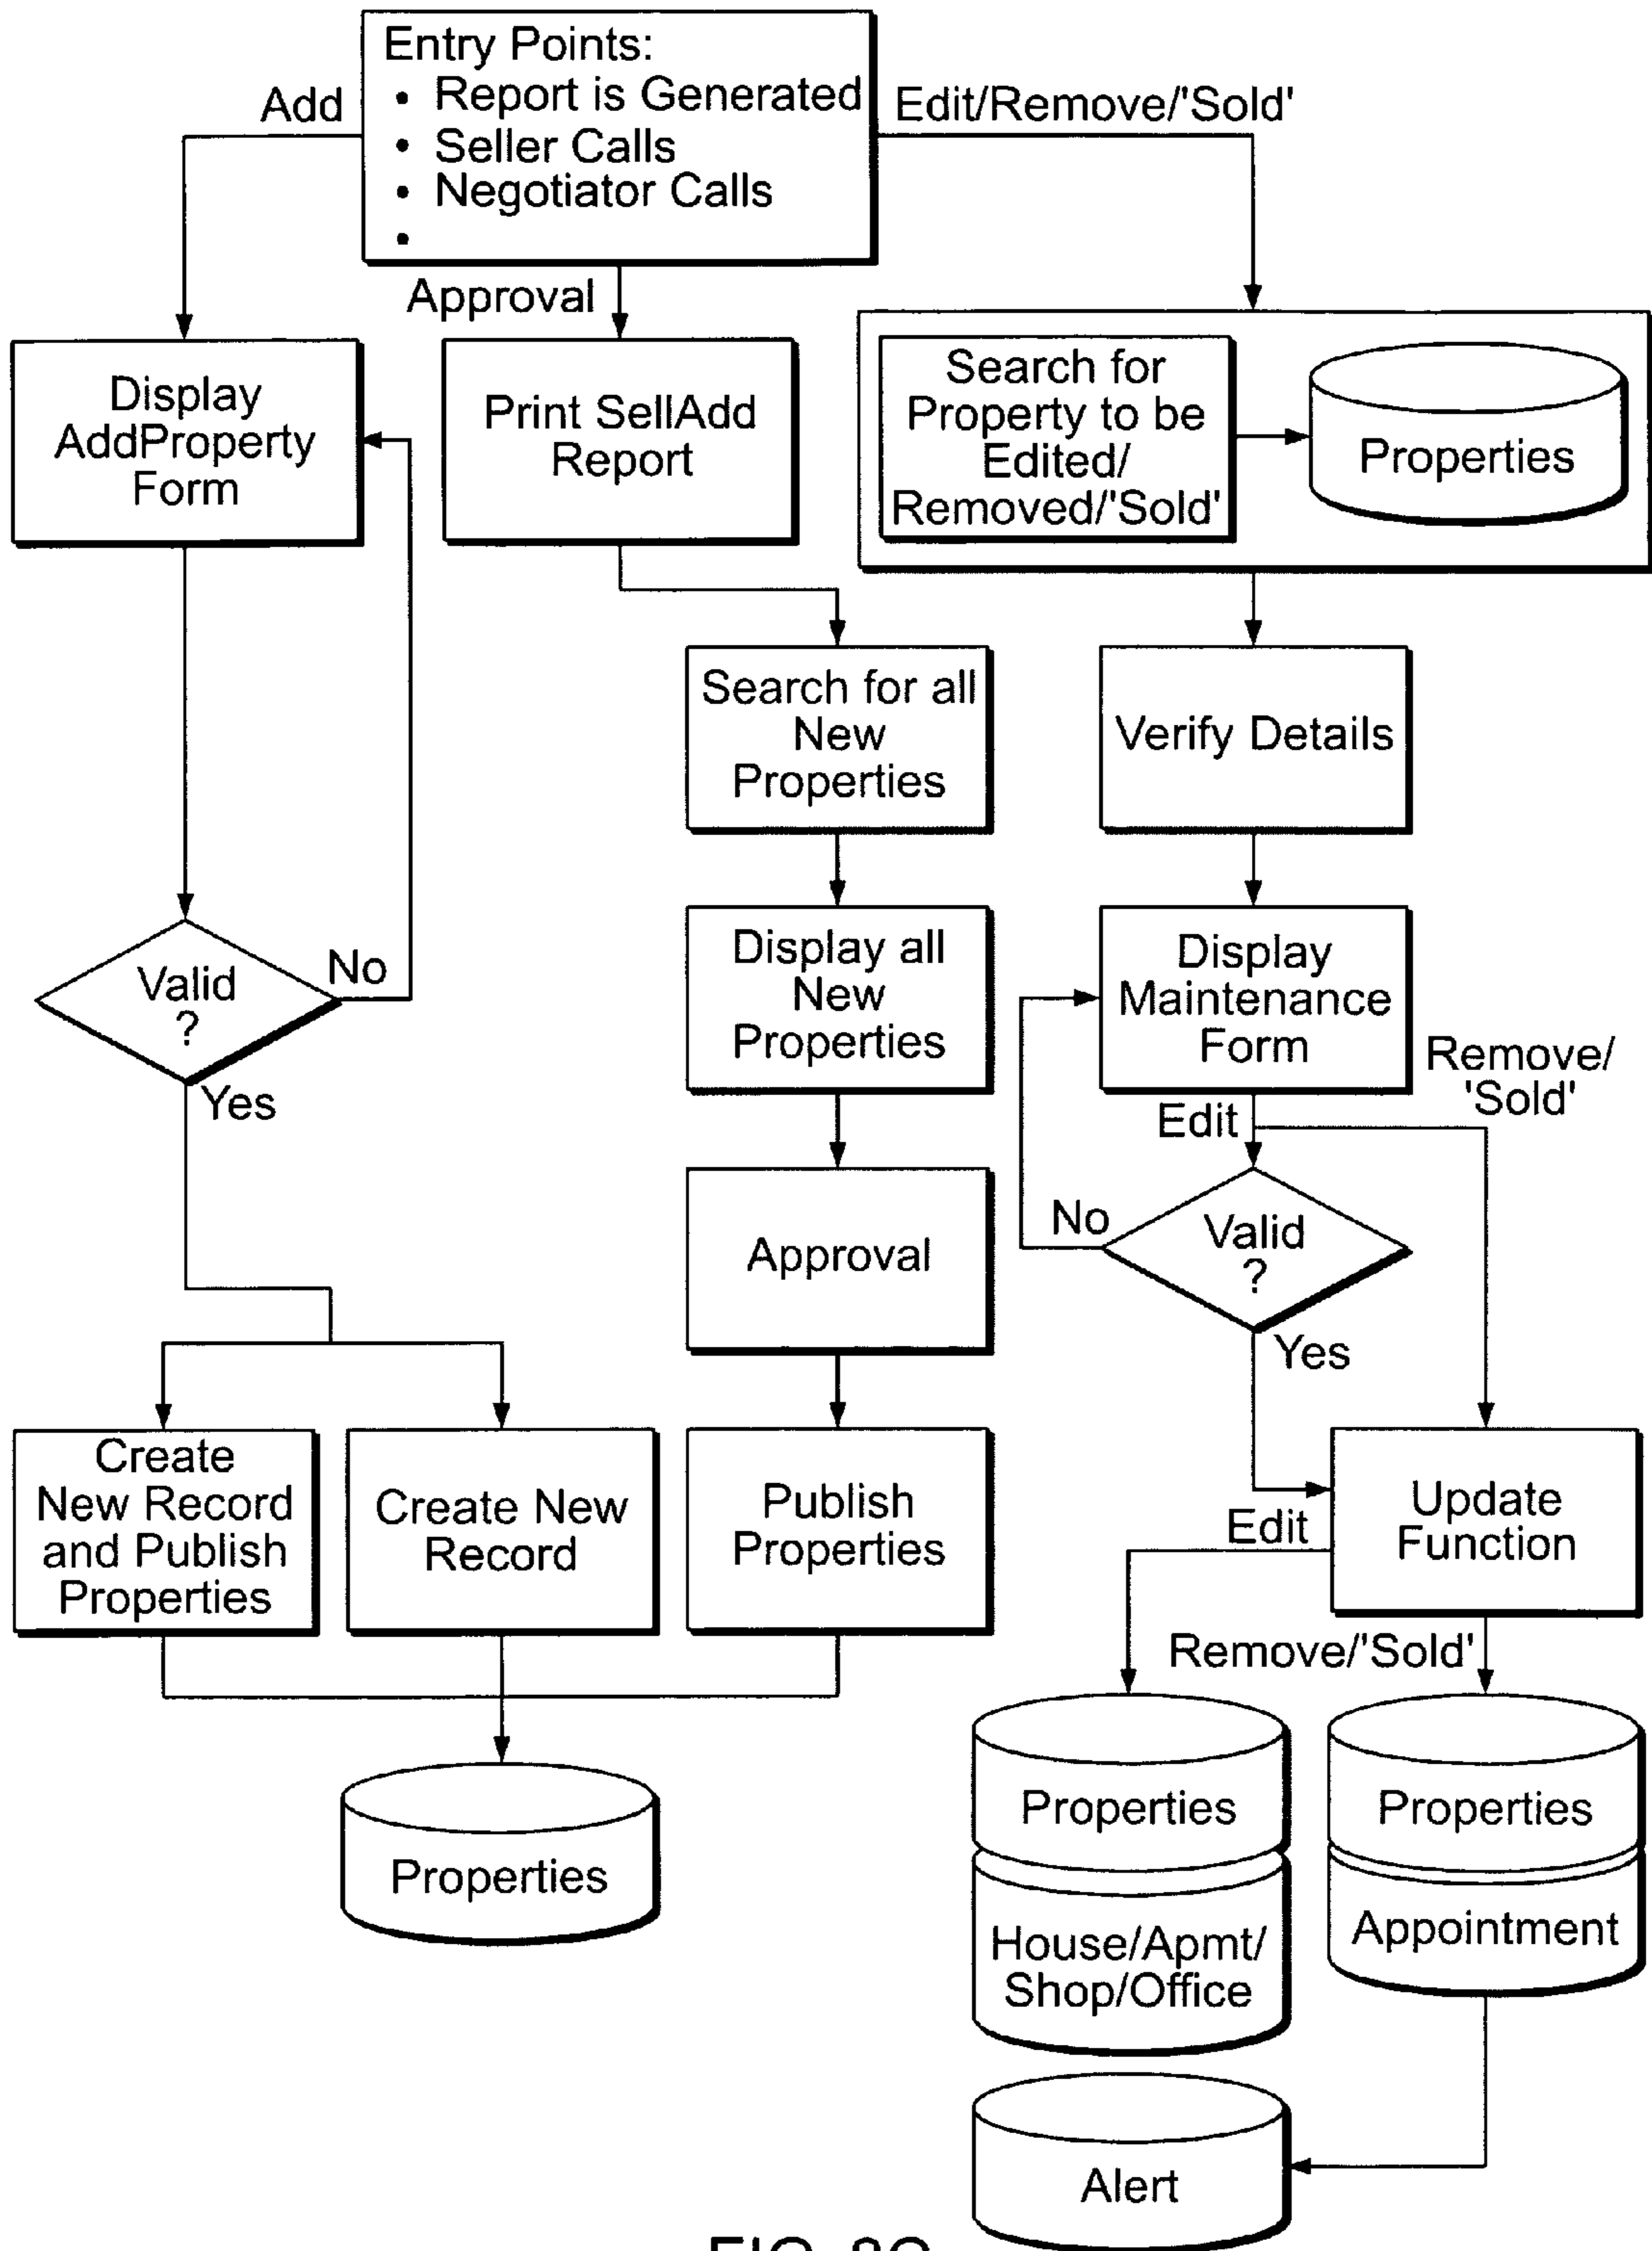 Entry Points:
• Report is Generated
• Seller Calls
• Negotiator Calls
•
Add
Edit/Remove/'Sold'
Approval
Display
AddProperty
Form
Print SellAdd
Report
Search for
Property to be
Edited/
Removed/'Sold'
Properties
Search for all
New
Properties
Verify Details
Valid
?
No
Yes
Display all
New
Properties
Display
Maintenance
Form
Remove/
'Sold'
Edit
Approval
No
Valid
?
Yes
Create
New Record
and Publish
Properties
Create New
Record
Publish
Properties
Update
Function
Edit
Remove/'Sold'
Properties
Properties
House/Apmt/
Shop/Office
Properties
Appointment
Alert